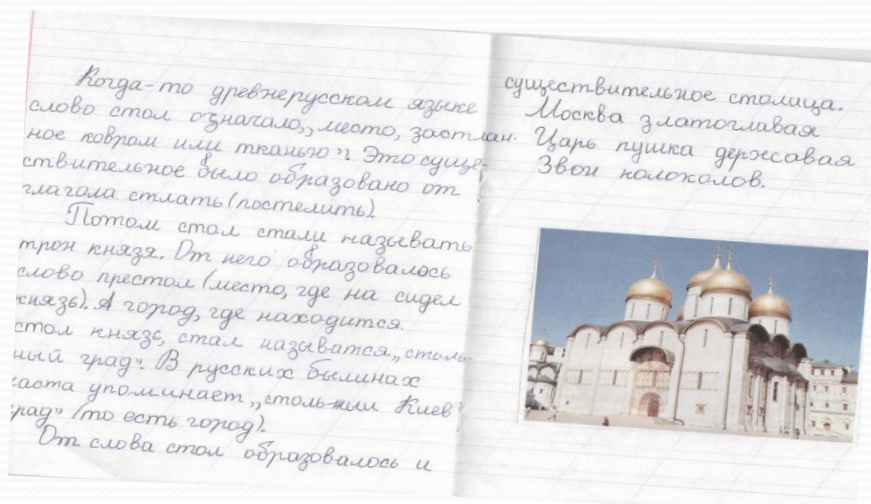 Когда-то древнерусском языке
слово стол означало,,место, застлан-
ное ковром или тканью". Это суще-
ствительное было образовано от
глагола стлать (постелить).
Потом стол стали называть
трон князя. От него образовалось
слово престол (место, где на сидел
князь). А город, где находится
стол князя, стал называтся „столь-
ный град". В русских былинах
часта упоминает „столь-ный Киев
град" (то есть город).
От слова стол образовалось и
существительное столица.
Москва златоглавая
Царь пушка державая
Звон колоколов.